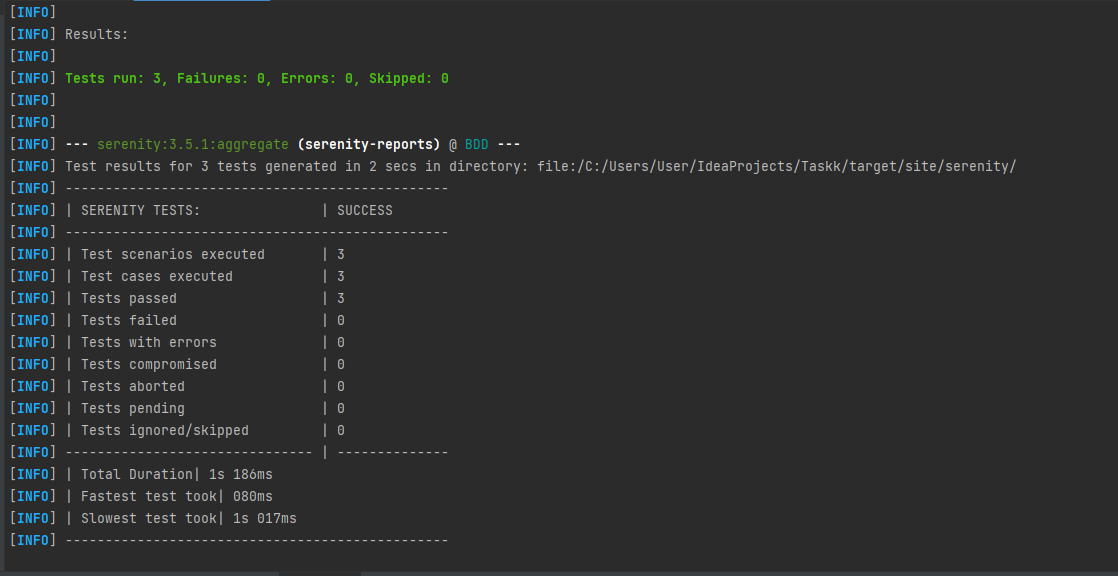 [INFO]
[INFO] Results:
[INFO]
[INFO] Tests run: 3, Failures: 0, Errors: 0, Skipped: 0
[INFO]
[INFO]
[INFO] --- serenity:3.5.1:aggregate (serenity-reports) @ BDD ---
[INFO] Test results for 3 tests generated in 2 secs in directory: file:/C:/Users/User/IdeaProjects/Taskk/target/site/serenity/
[INFO] ------------------------------------------------
[INFO] | SERENITY TESTS:               | SUCCESS
[INFO] ------------------------------------------------
[INFO] | Test scenarios executed       | 3
[INFO] | Test cases executed           | 3
[INFO] | Tests passed                  | 3
[INFO] | Tests failed                  | 0
[INFO] | Tests with errors             | 0
[INFO] | Tests compromised             | 0
[INFO] | Tests aborted                 | 0
[INFO] | Tests pending                 | 0
[INFO] | Tests ignored/skipped         | 0
[INFO] ------------------------------- | --------------
[INFO] | Total Duration| 1s 186ms
[INFO] | Fastest test took| 080ms
[INFO] | Slowest test took| 1s 017ms
[INFO] ------------------------------------------------